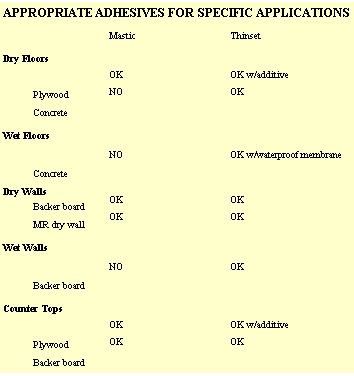 APPROPRIATE ADHESIVES FOR SPECIFIC APPLICATIONS
Mastic Thinset
Dry Floors
OK OK w/additive
Plywood NO OK
Concrete
Wet Floors
NO OK w/waterproof membrane
Concrete
Dry Walls
Backer board OK OK
MR dry wall OK OK
Wet Walls
NO OK
Backer board
Counter Tops
OK OK w/additive
Plywood OK OK
Backer board